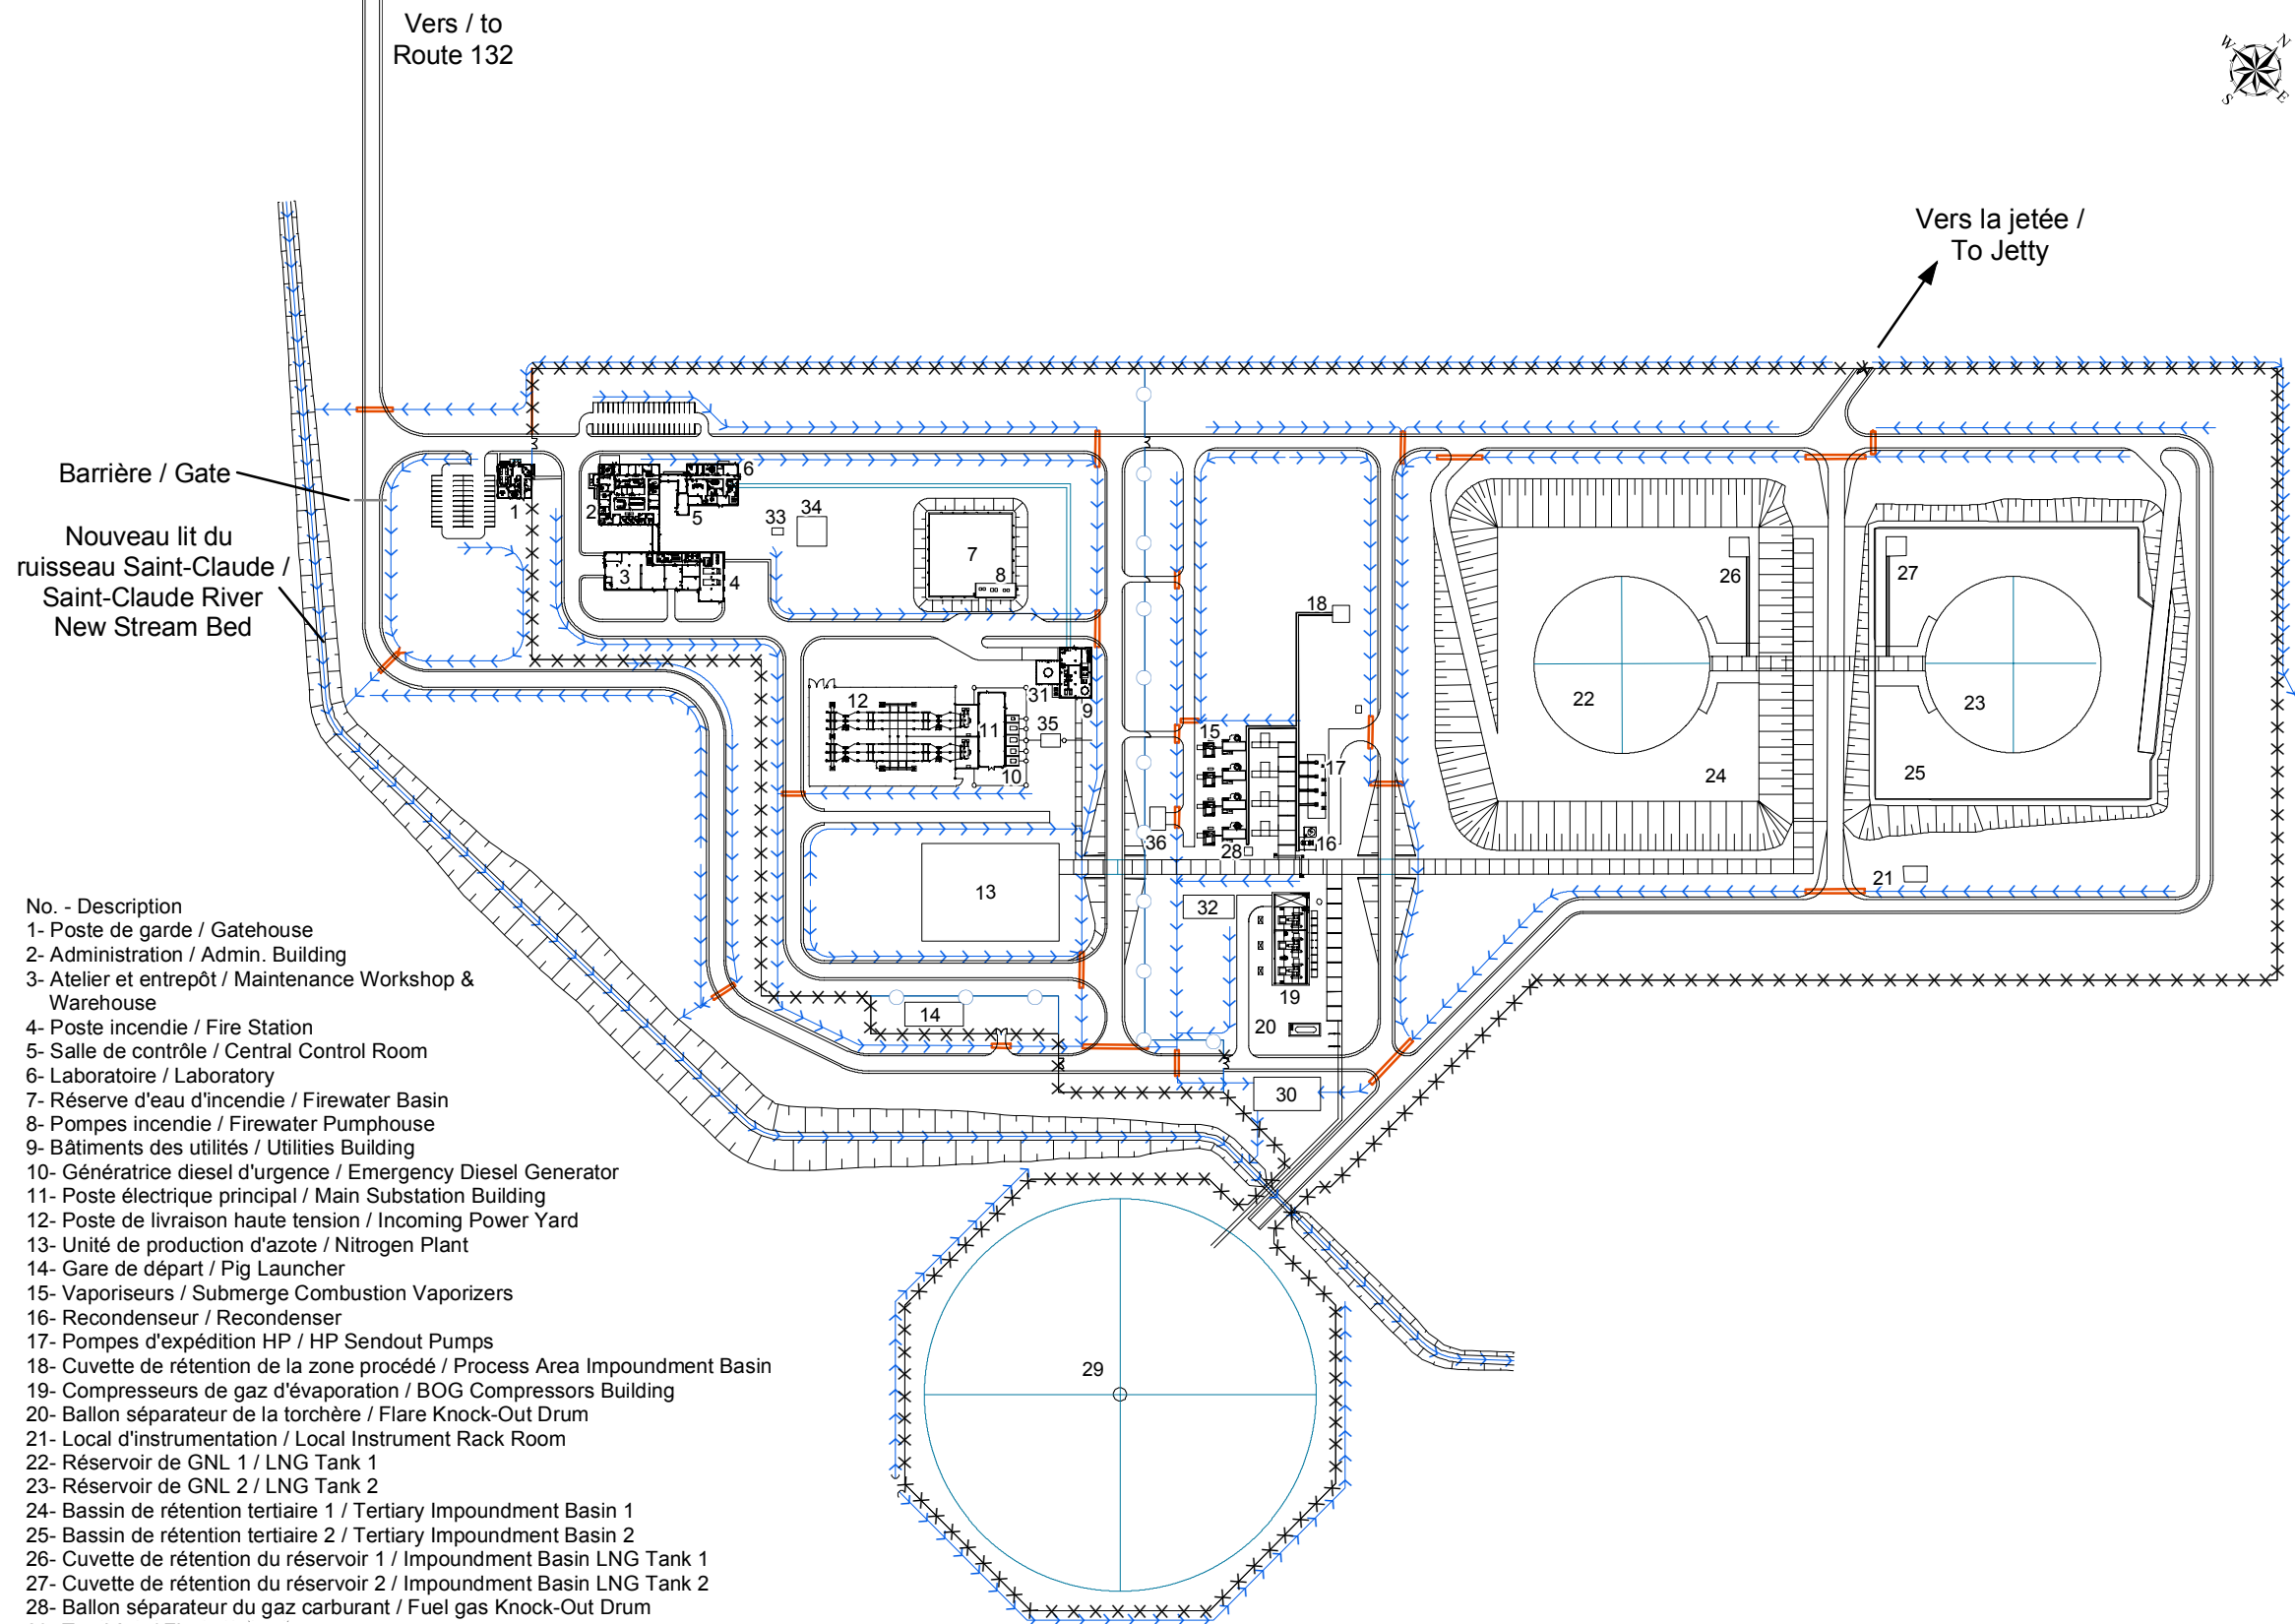 Vers / to
Route 132
W N
S E
Vers la jetée /
To Jetty
Barrière / Gate
Nouveau lit du
ruisseau Saint-Claude /
Saint-Claude River
New Stream Bed
1
2
6
5
33
34
7
8
3
4
18
26
27
12
31
9
11
35
10
15
17
22
23
24
25
36
28
16
13
32
21
19
14
20
30
29
No. - Description
1- Poste de garde / Gatehouse
2- Administration / Admin. Building
3- Atelier et entrepôt / Maintenance Workshop &
Warehouse
4- Poste incendie / Fire Station
5- Salle de contrôle / Central Control Room
6- Laboratoire / Laboratory
7- Réserve d'eau d'incendie / Firewater Basin
8- Pompes incendie / Firewater Pumphouse
9- Bâtiments des utilités / Utilities Building
10- Génératrice diesel d'urgence / Emergency Diesel Generator
11- Poste électrique principal / Main Substation Building
12- Poste de livraison haute tension / Incoming Power Yard
13- Unité de production d'azote / Nitrogen Plant
14- Gare de départ / Pig Launcher
15- Vaporiseurs / Submerge Combustion Vaporizers
16- Recondenseur / Recondenser
17- Pompes d'expédition HP / HP Sendout Pumps
18- Cuvette de rétention de la zone procédé / Process Area Impoundment Basin
19- Compresseurs de gaz d'évaporation / BOG Compressors Building
20- Ballon séparateur de la torchère / Flare Knock-Out Drum
21- Local d'instrumentation / Local Instrument Rack Room
22- Réservoir de GNL 1 / LNG Tank 1
23- Réservoir de GNL 2 / LNG Tank 2
24- Bassin de rétention tertiaire 1 / Tertiary Impoundment Basin 1
25- Bassin de rétention tertiaire 2 / Tertiary Impoundment Basin 2
26- Cuvette de rétention du réservoir 1 / Impoundment Basin LNG Tank 1
27- Cuvette de rétention du réservoir 2 / Impoundment Basin LNG Tank 2
28- Ballon séparateur du gaz carburant / Fuel gas Knock-Out Drum